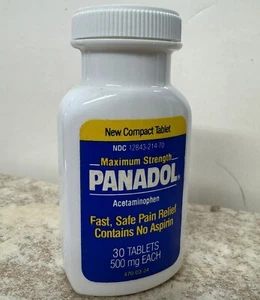 New Compact Tablet
NDC 12843-214-70
Maximum Strength
PANADOL®
Acetaminophen
Fast, Safe Pain Relief
Contains No Aspirin
30 TABLETS
500 mg EACH